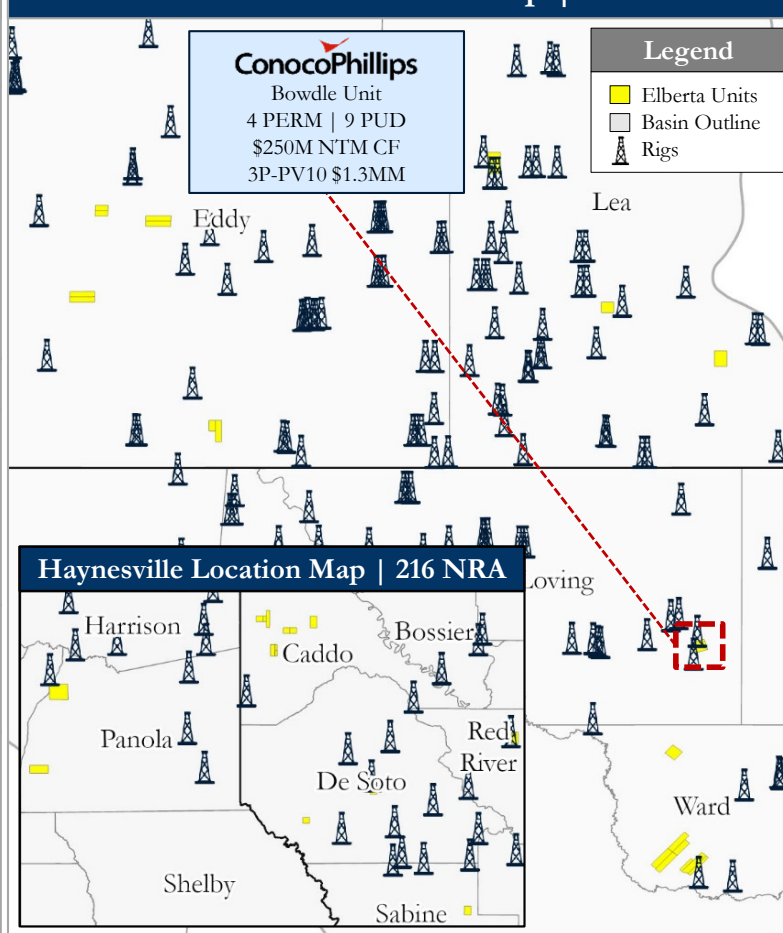 ConocoPhillips
Bowdle Unit
4 PERM | 9 PUD
$250M NTM CF
3P-PV10 $1.3MM
Legend
Elberta Units
Basin Outline
Rigs
Lea
Eddy
Loving
Haynesville Location Map | 216 NRA
Harrison
Bossier
Caddo
Panola
Red
River
De Soto
Ward
Shelby
Sabine